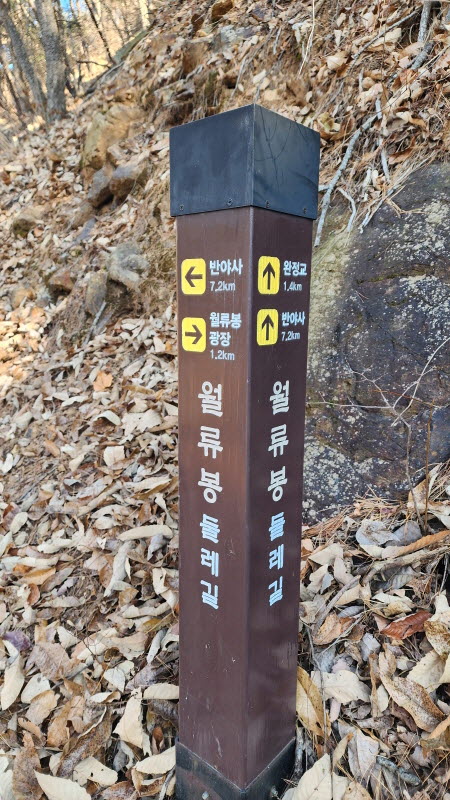 ← 반야사
7.2km
→ 월류봉
광장
1.2km
월류봉 둘레길
↑ 완정교
1.4km
↑ 반야사
7.2km
월류봉 둘레길